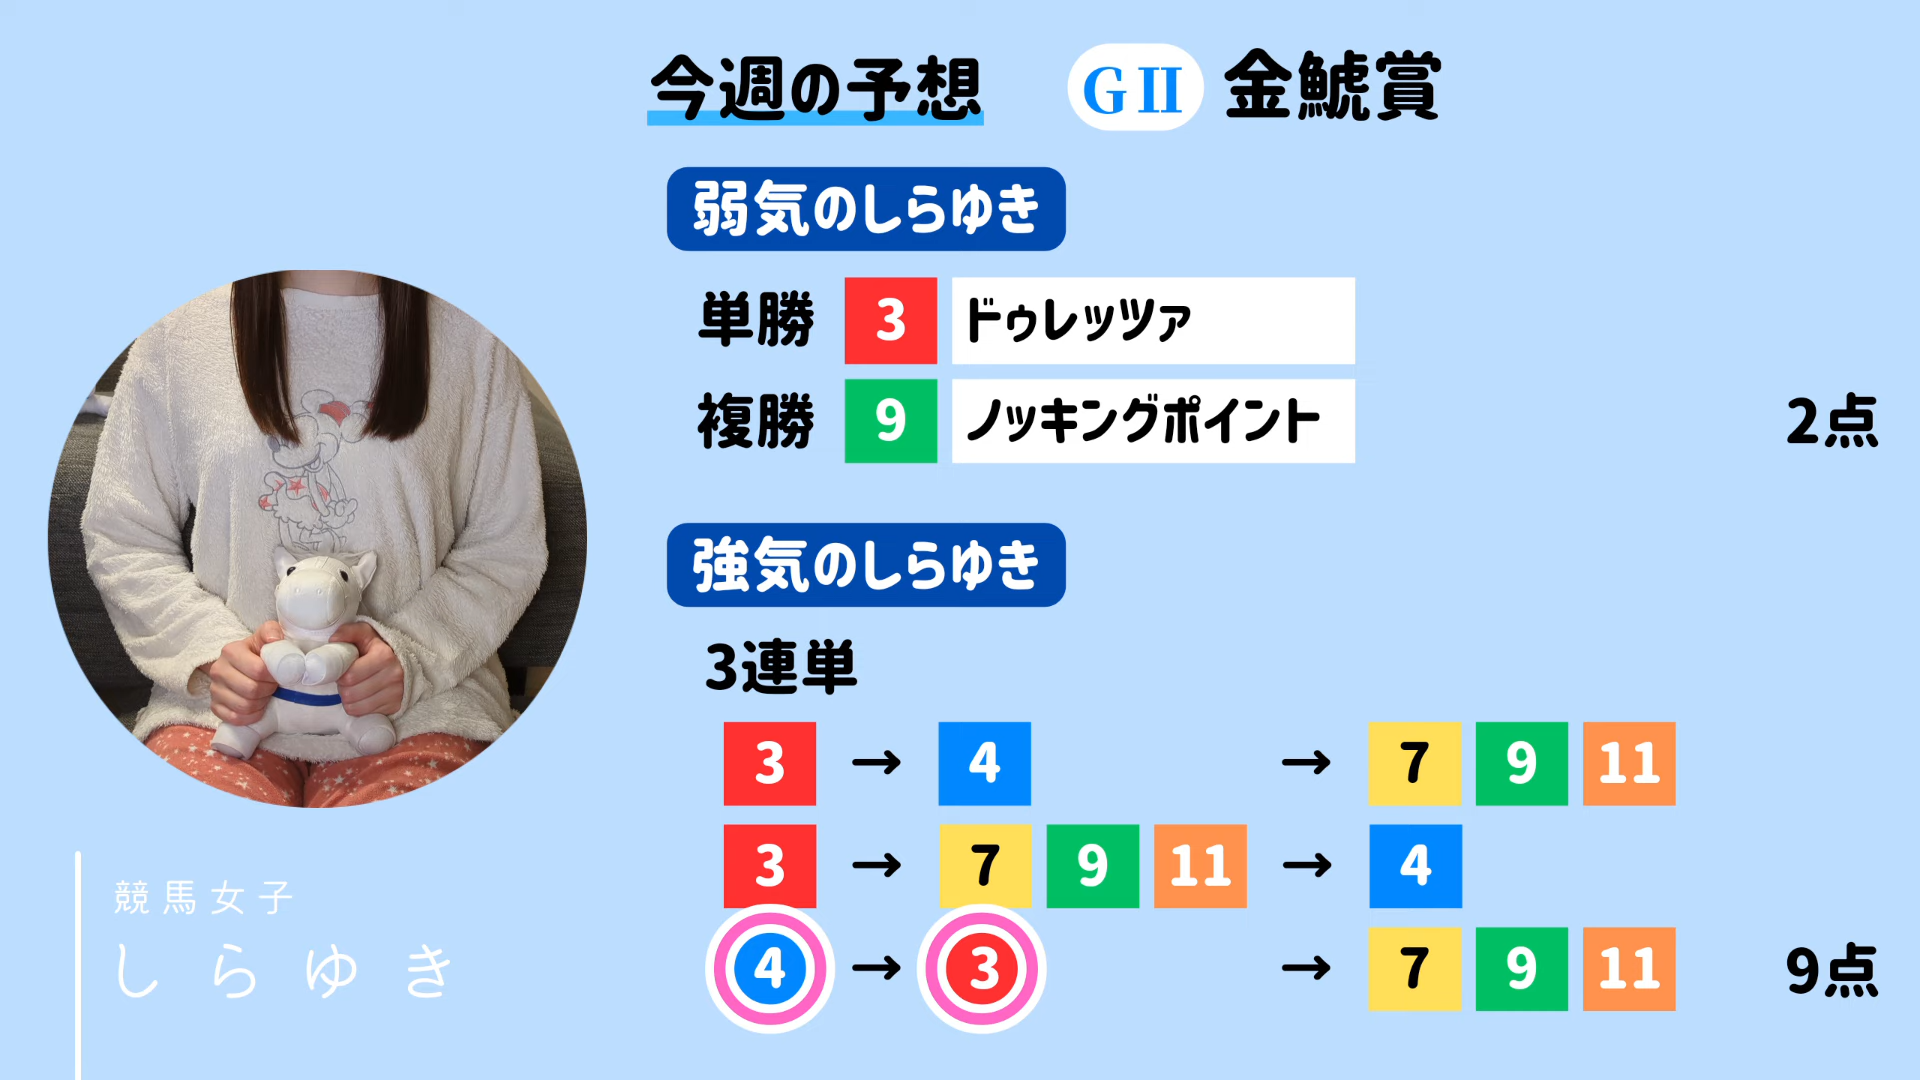 今週の予想 GⅡ 金鯱賞
弱気のしらゆき
単勝 3 ドゥレッツァ
複勝 9 ノッキングポイント
2点
強気のしらゆき
3連単
3 → 4 → 7 9 11
3 → 7 9 11 → 4
4 → 3 → 7 9 11
9点
競馬女子
しらゆき